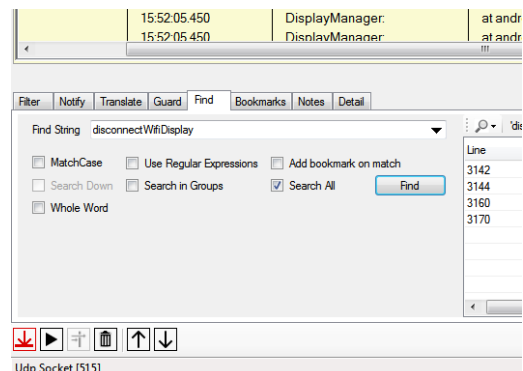 15:52:05.450 DisplayManager: at andr
15:52:05.450 DisplayManager: at andr
Filter Notify Translate Guard Find Bookmarks Notes Detail
Find String disconnectWifiDisplay
'dis
MatchCase Use Regular Expressions Add bookmark on match
Search Down Search in Groups Search All Find
Whole Word
Line
3142
3144
3160
3170
Udp Socket [515]